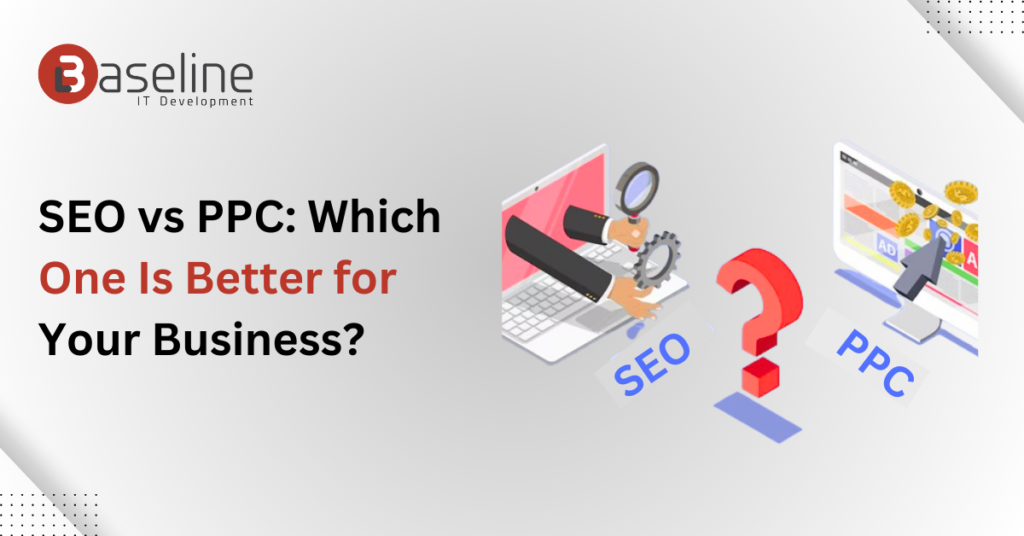 Baseline
IT Development
SEO vs PPC: Which
One Is Better for
Your Business?
SEO
PPC
AD
A